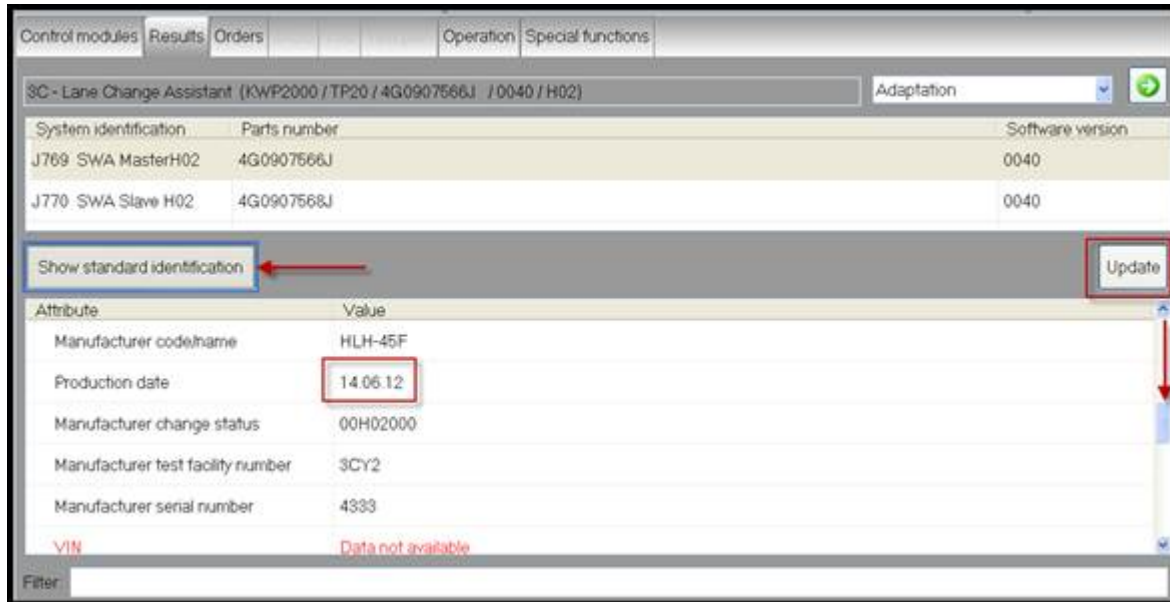 Control modules Results Orders Operation Special functions
3C - Lane Change Assistant (KWP2000 / TP20 / 4G0907566J / 0040 / H02) Adaptation
System identification Parts number Software version
J769 SWA MasterH02 4G0907566J 0040
J770 SWA Slave H02 4G0907568J 0040
Show standard identification Update
Attribute Value
Manufacturer code/name HLH-45F
Production date 14.06.12
Manufacturer change status 00H02000
Manufacturer test facility number 3CY2
Manufacturer serial number 4333
VIN Data not available
Filter: